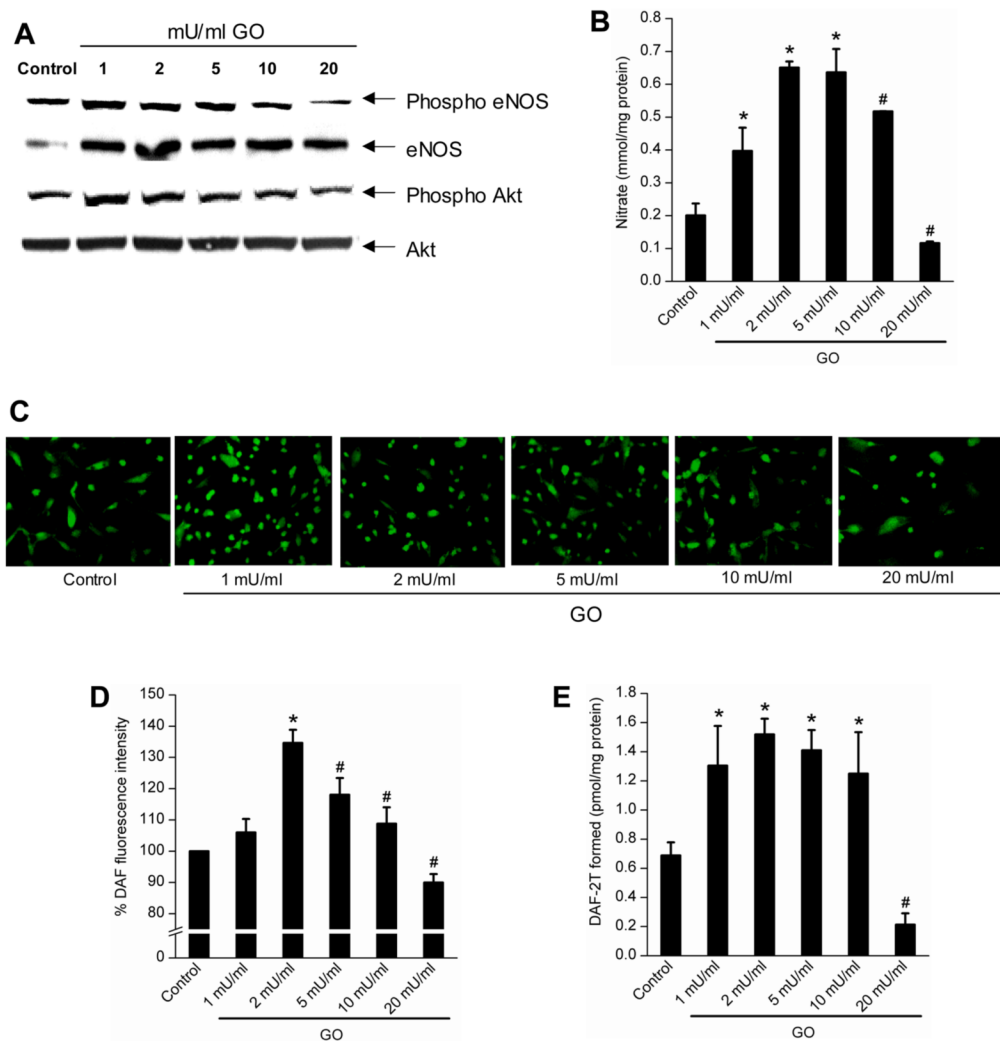 A
mU/ml GO
Control 1 2 5 10 20
Phospho eNOS
eNOS
Phospho Akt
Akt
B
Nitrate (mmol/mg protein)
0.8
0.7
0.6
0.5
0.4
0.3
0.2
0.1
0.0
* * * # #
Control 1 mU/ml 2 mU/ml 5 mU/ml 10 mU/ml 20 mU/ml
GO
C
Control 1 mU/ml 2 mU/ml 5 mU/ml 10 mU/ml 20 mU/ml
GO
D
% DAF fluorescence intensity
150
140
130
120
110
100
90
80
0
* # # #
Control 1 mU/ml 2 mU/ml 5 mU/ml 10 mU/ml 20 mU/ml
GO
E
DAF-2T formed (pmol/mg protein)
1.8
1.6
1.4
1.2
1.0
0.8
0.6
0.4
0.2
0.0
* * * * #
Control 1 mU/ml 2 mU/ml 5 mU/ml 10 mU/ml 20 mU/ml
GO